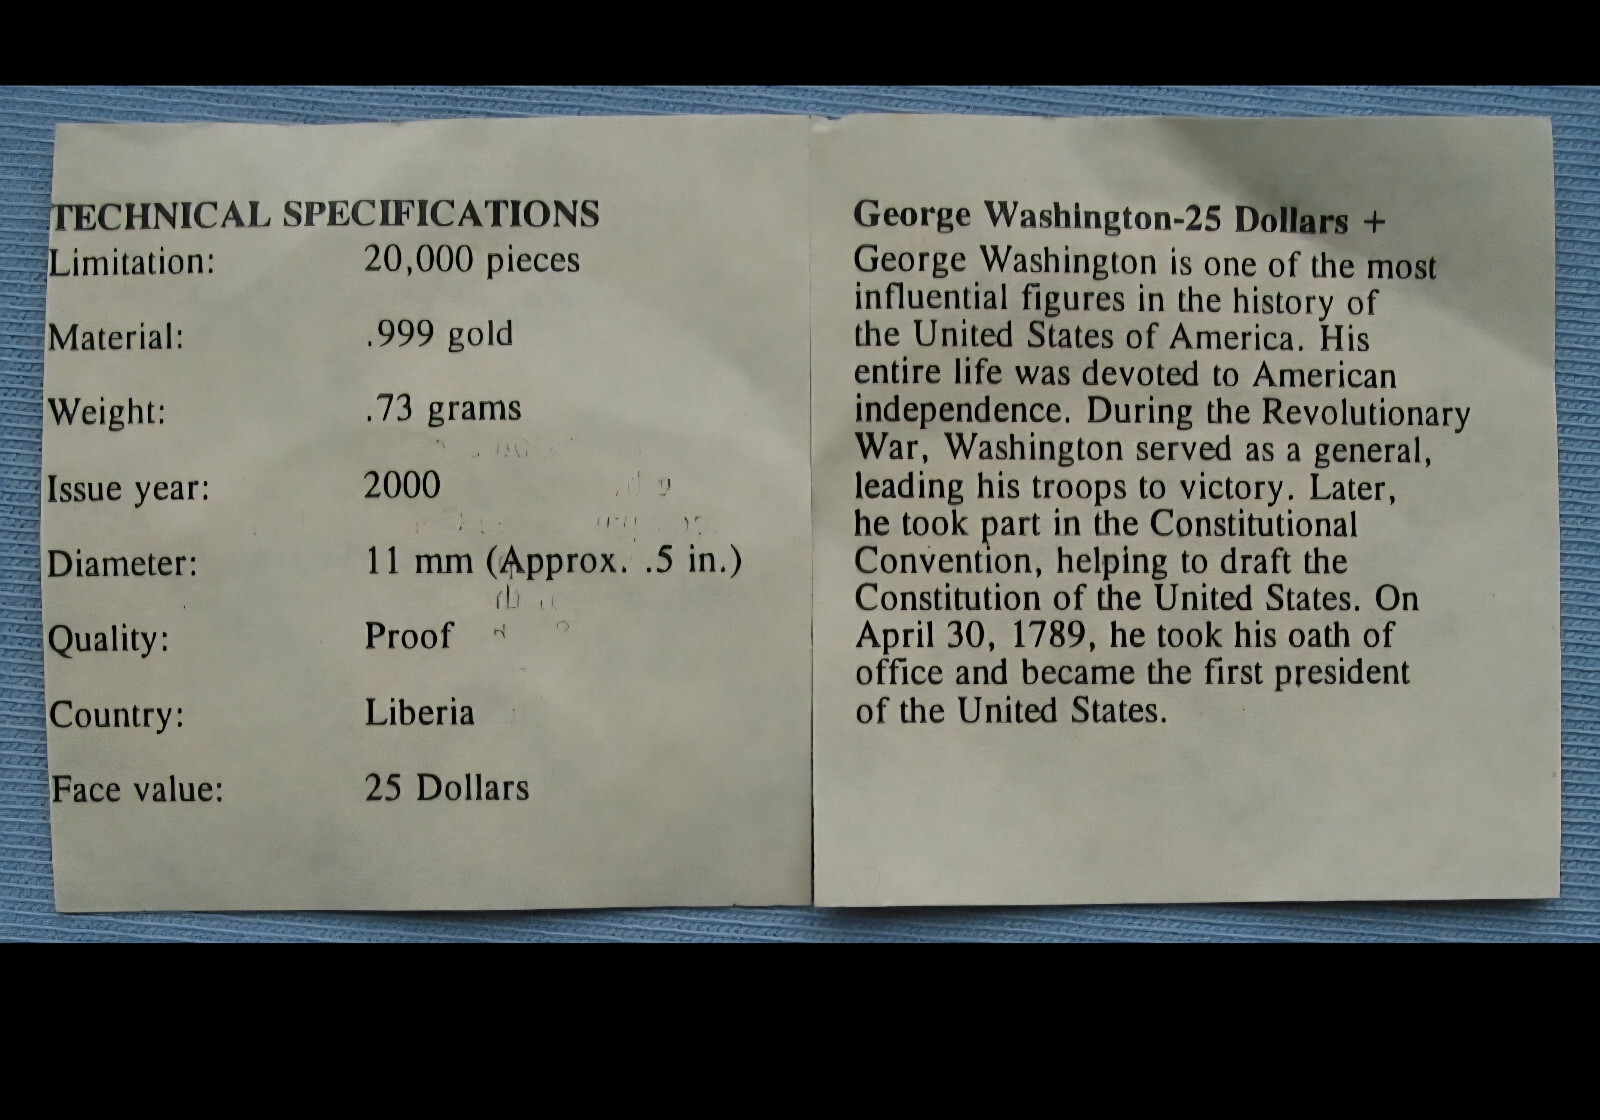 TECHNICAL SPECIFICATIONS
Limitation: 20,000 pieces
Material: .999 gold
Weight: .73 grams
Issue year: 2000
Diameter: 11 mm (Approx. .5 in.)
Quality: Proof
Country: Liberia
Face value: 25 Dollars
George Washington-25 Dollars +
George Washington is one of the most
influential figures in the history of
the United States of America. His
entire life was devoted to American
independence. During the Revolutionary
War, Washington served as a general,
leading his troops to victory. Later,
he took part in the Constitutional
Convention, helping to draft the
Constitution of the United States. On
April 30, 1789, he took his oath of
office and became the first president
of the United States.